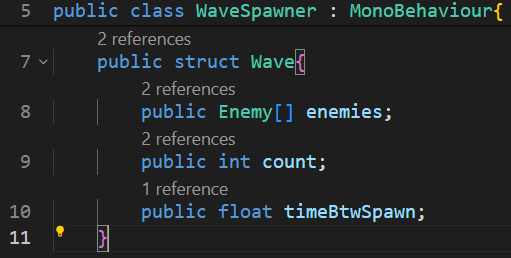 5 public class WaveSpawner : MonoBehaviour{
2 references
7 public struct Wave{
2 references
8 public Enemy[] enemies;
2 references
9 public int count;
1 reference
10 public float timeBtwSpawn;
11 }